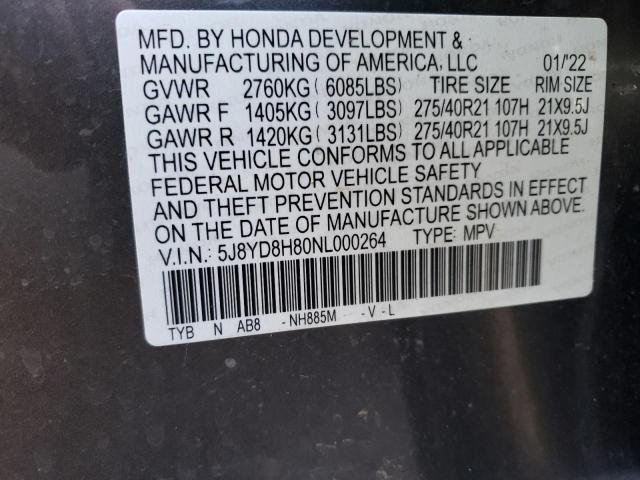 MFD. BY HONDA DEVELOPMENT &
MANUFACTURING OF AMERICA, LLC 01/'22
GVWR 2760KG (6085LBS) TIRE SIZE RIM SIZE
GAWR F 1405KG (3097LBS) 275/40R21 107H 21X9.5J
GAWR R 1420KG (3131LBS) 275/40R21 107H 21X9.5J
THIS VEHICLE CONFORMS TO ALL APPLICABLE
FEDERAL MOTOR VEHICLE SAFETY
AND THEFT PREVENTION STANDARDS IN EFFECT
ON THE DATE OF MANUFACTURE SHOWN ABOVE.
V.I.N.: 5J8YD8H80NL000264 TYPE: MPV
TYB N AB8 -NH885M -V -L